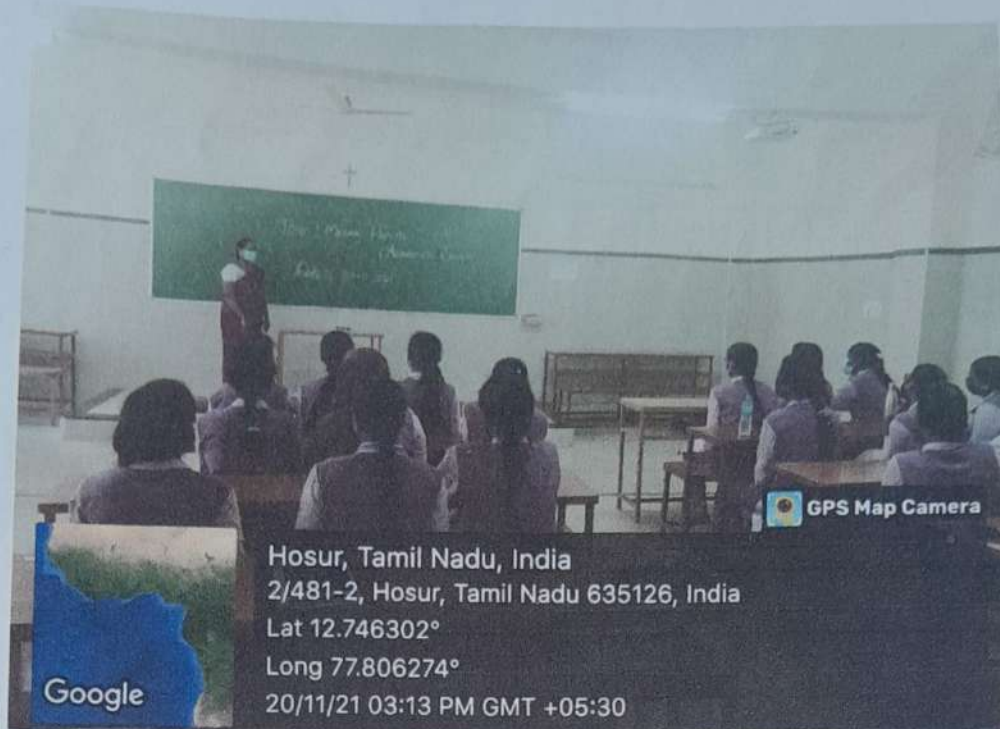 GPS Map Camera
Hosur, Tamil Nadu, India
2/481-2, Hosur, Tamil Nadu 635126, India
Lat 12.746302°
Long 77.806274°
20/11/21 03:13 PM GMT +05:30
Google